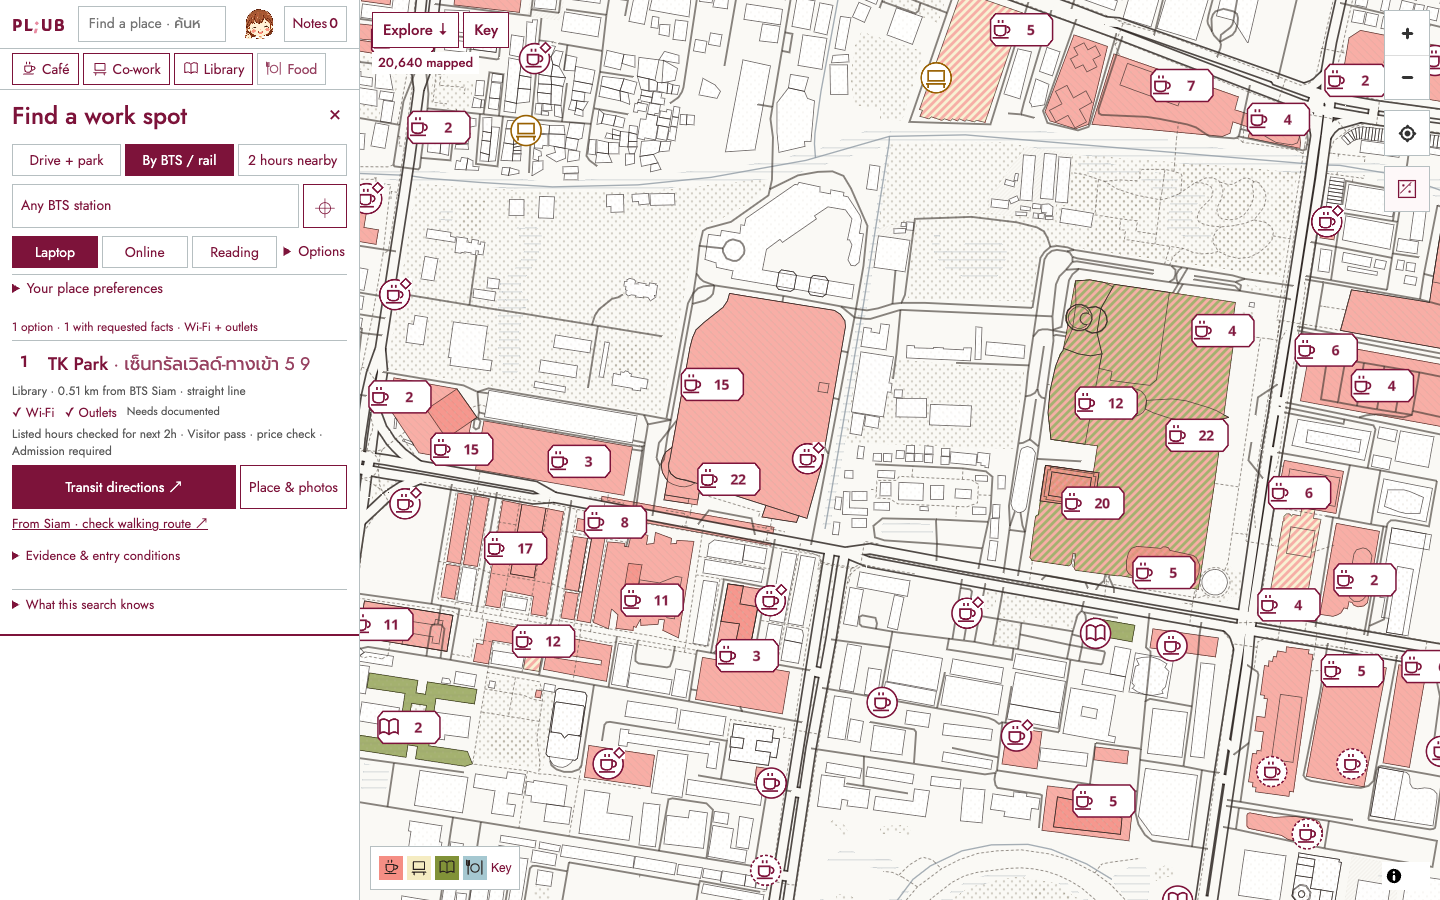 PL:UB
Find a place · ค้นหา
Notes 0
Café
Co-work
Library
Food
Find a work spot
×
Drive + park
By BTS / rail
2 hours nearby
Any BTS station
Laptop
Online
Reading
Options
Your place preferences
1 option · 1 with requested facts · Wi-Fi + outlets
1 TK Park · เซ็นทรัลเวิลด์-ทางเข้า 5 9
Library · 0.51 km from BTS Siam · straight line
✓ Wi-Fi ✓ Outlets Needs documented
Listed hours checked for next 2h · Visitor pass · price check ·
Admission required
Transit directions ↗
Place & photos
From Siam · check walking route ↗
Evidence & entry conditions
What this search knows
Explore ↓
Key
20,640 mapped
5
7
2
4
2
4
6
4
15
12
2
22
15
3
22
6
20
8
17
5
2
11
4
11
12
3
5
2
5
Key
+
−